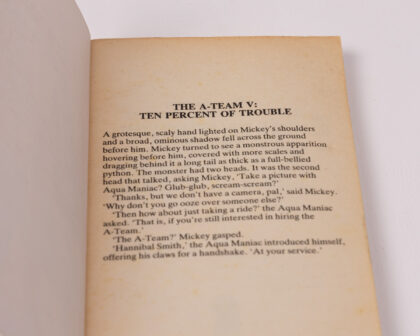 THE A-TEAM V:
TEN PERCENT OF TROUBLE
A grotesque, scaly hand lighted on Mickey's shoulders
and a broad, ominous shadow fell across the ground
before him. Mickey turned to see a monstrous apparition
hovering before him, covered with more scales and
dragging behind it a long tail as thick as a full-bellied
python. The monster had two heads. It was the second
head that talked, asking Mickey, 'Take a picture with
Aqua Maniac? Glub-glub, scream-scream?'
'Thanks, but we don't have a camera, pal,' said Mickey.
'Why don't you go ooze over someone else?'
'Then how about just taking a ride?' the Aqua Maniac
asked. 'That is, if you're still interested in hiring the
A-Team.'
'The A-Team?' Mickey gasped.
'Hannibal Smith,' the Aqua Maniac introduced himself,
offering his claws for a handshake. 'At your service.'